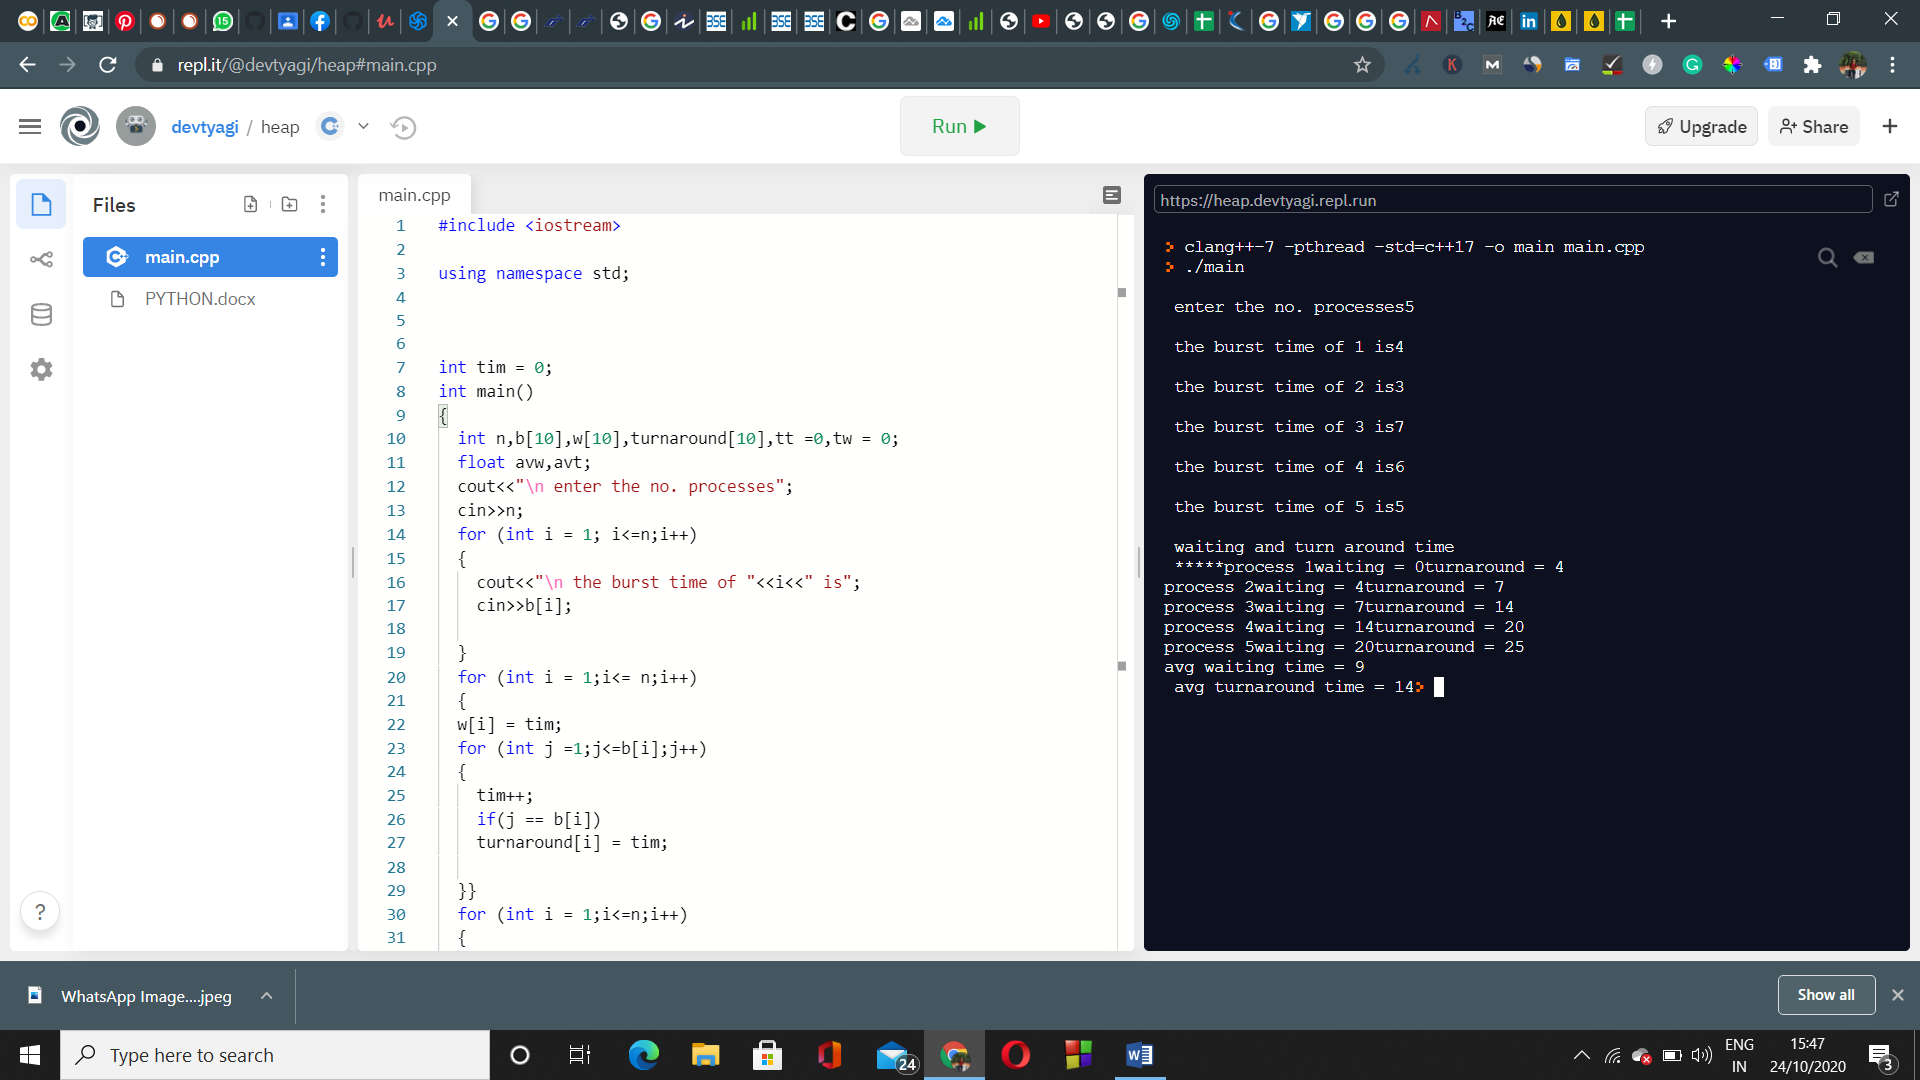 repl.it/@devtyagi/heap#main.cpp
devtyagi / heap
Run
Upgrade
Share
Files
main.cpp
PYTHON.docx
main.cpp
1 #include <iostream>
2
3 using namespace std;
4
5
6
7 int tim = 0;
8 int main()
9 {
10 int n,b[10],w[10],turnaround[10],tt =0,tw = 0;
11 float avw,avt;
12 cout<<"\n enter the no. processes";
13 cin>>n;
14 for (int i = 1; i<=n;i++)
15 {
16 cout<<"\n the burst time of "<<i<<" is";
17 cin>>b[i];
18
19 }
20 for (int i = 1;i<= n;i++)
21 {
22 w[i] = tim;
23 for (int j =1;j<=b[i];j++)
24 {
25 tim++;
26 if(j == b[i])
27 turnaround[i] = tim;
28
29 }}
30 for (int i = 1;i<=n;i++)
31 {
https://heap.devtyagi.repl.run
> clang++-7 -pthread -std=c++17 -o main main.cpp
> ./main
enter the no. processes5
the burst time of 1 is4
the burst time of 2 is3
the burst time of 3 is7
the burst time of 4 is6
the burst time of 5 is5
waiting and turn around time
*****process 1waiting = 0turnaround = 4
process 2waiting = 4turnaround = 7
process 3waiting = 7turnaround = 14
process 4waiting = 14turnaround = 20
process 5waiting = 20turnaround = 25
avg waiting time = 9
avg turnaround time = 14>
?
WhatsApp Image....jpeg
Show all
Type here to search
24
ENG
IN
15:47
24/10/2020
3